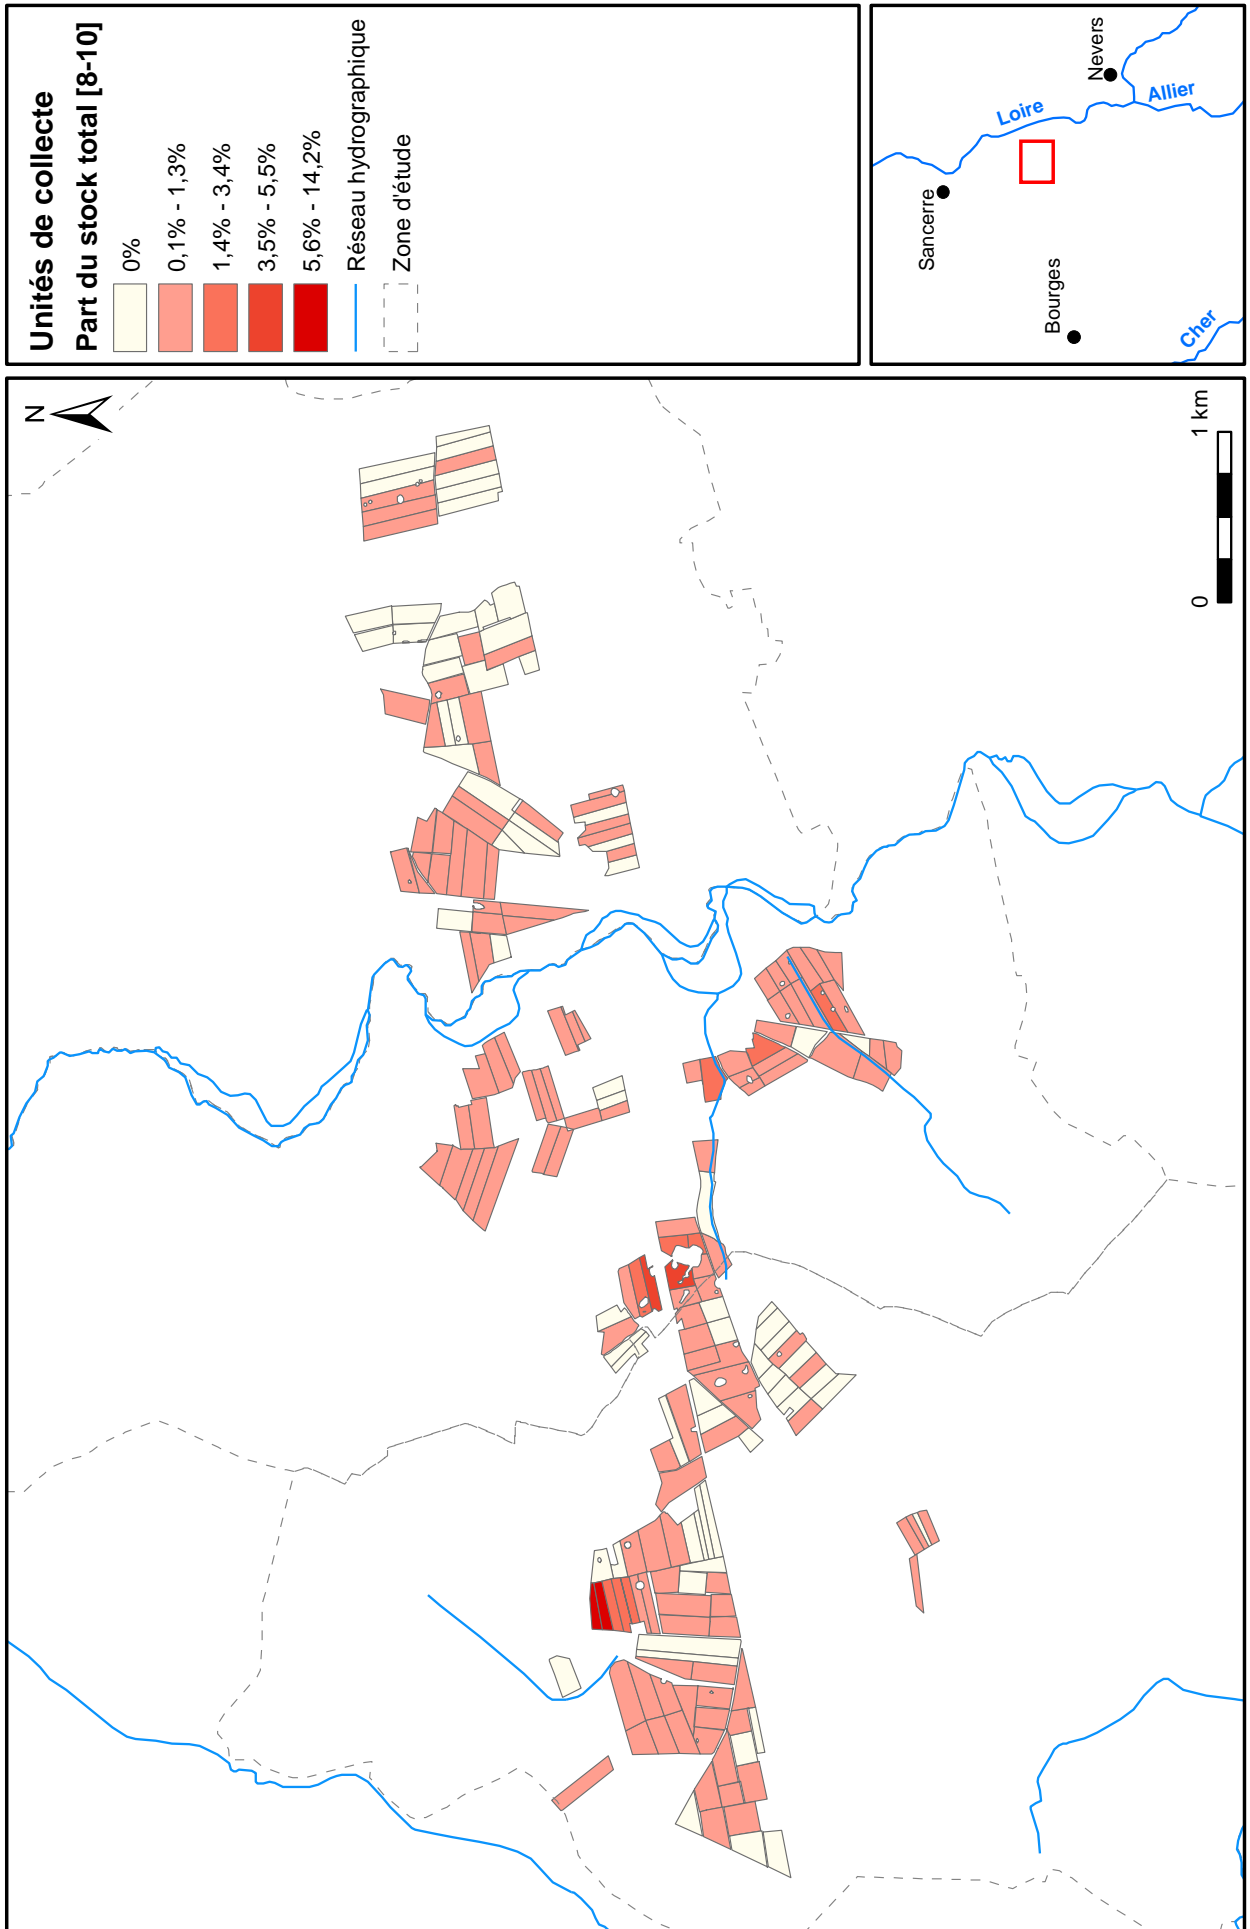 Unités de collecte
Part du stock total [8-10]
0%
0,1% - 1,3%
1,4% - 3,4%
3,5% - 5,5%
5,6% - 14,2%
Réseau hydrographique
Zone d'étude
N
0
1 km
Sancerre
Bourges
Nevers
Loire
Allier
Cher